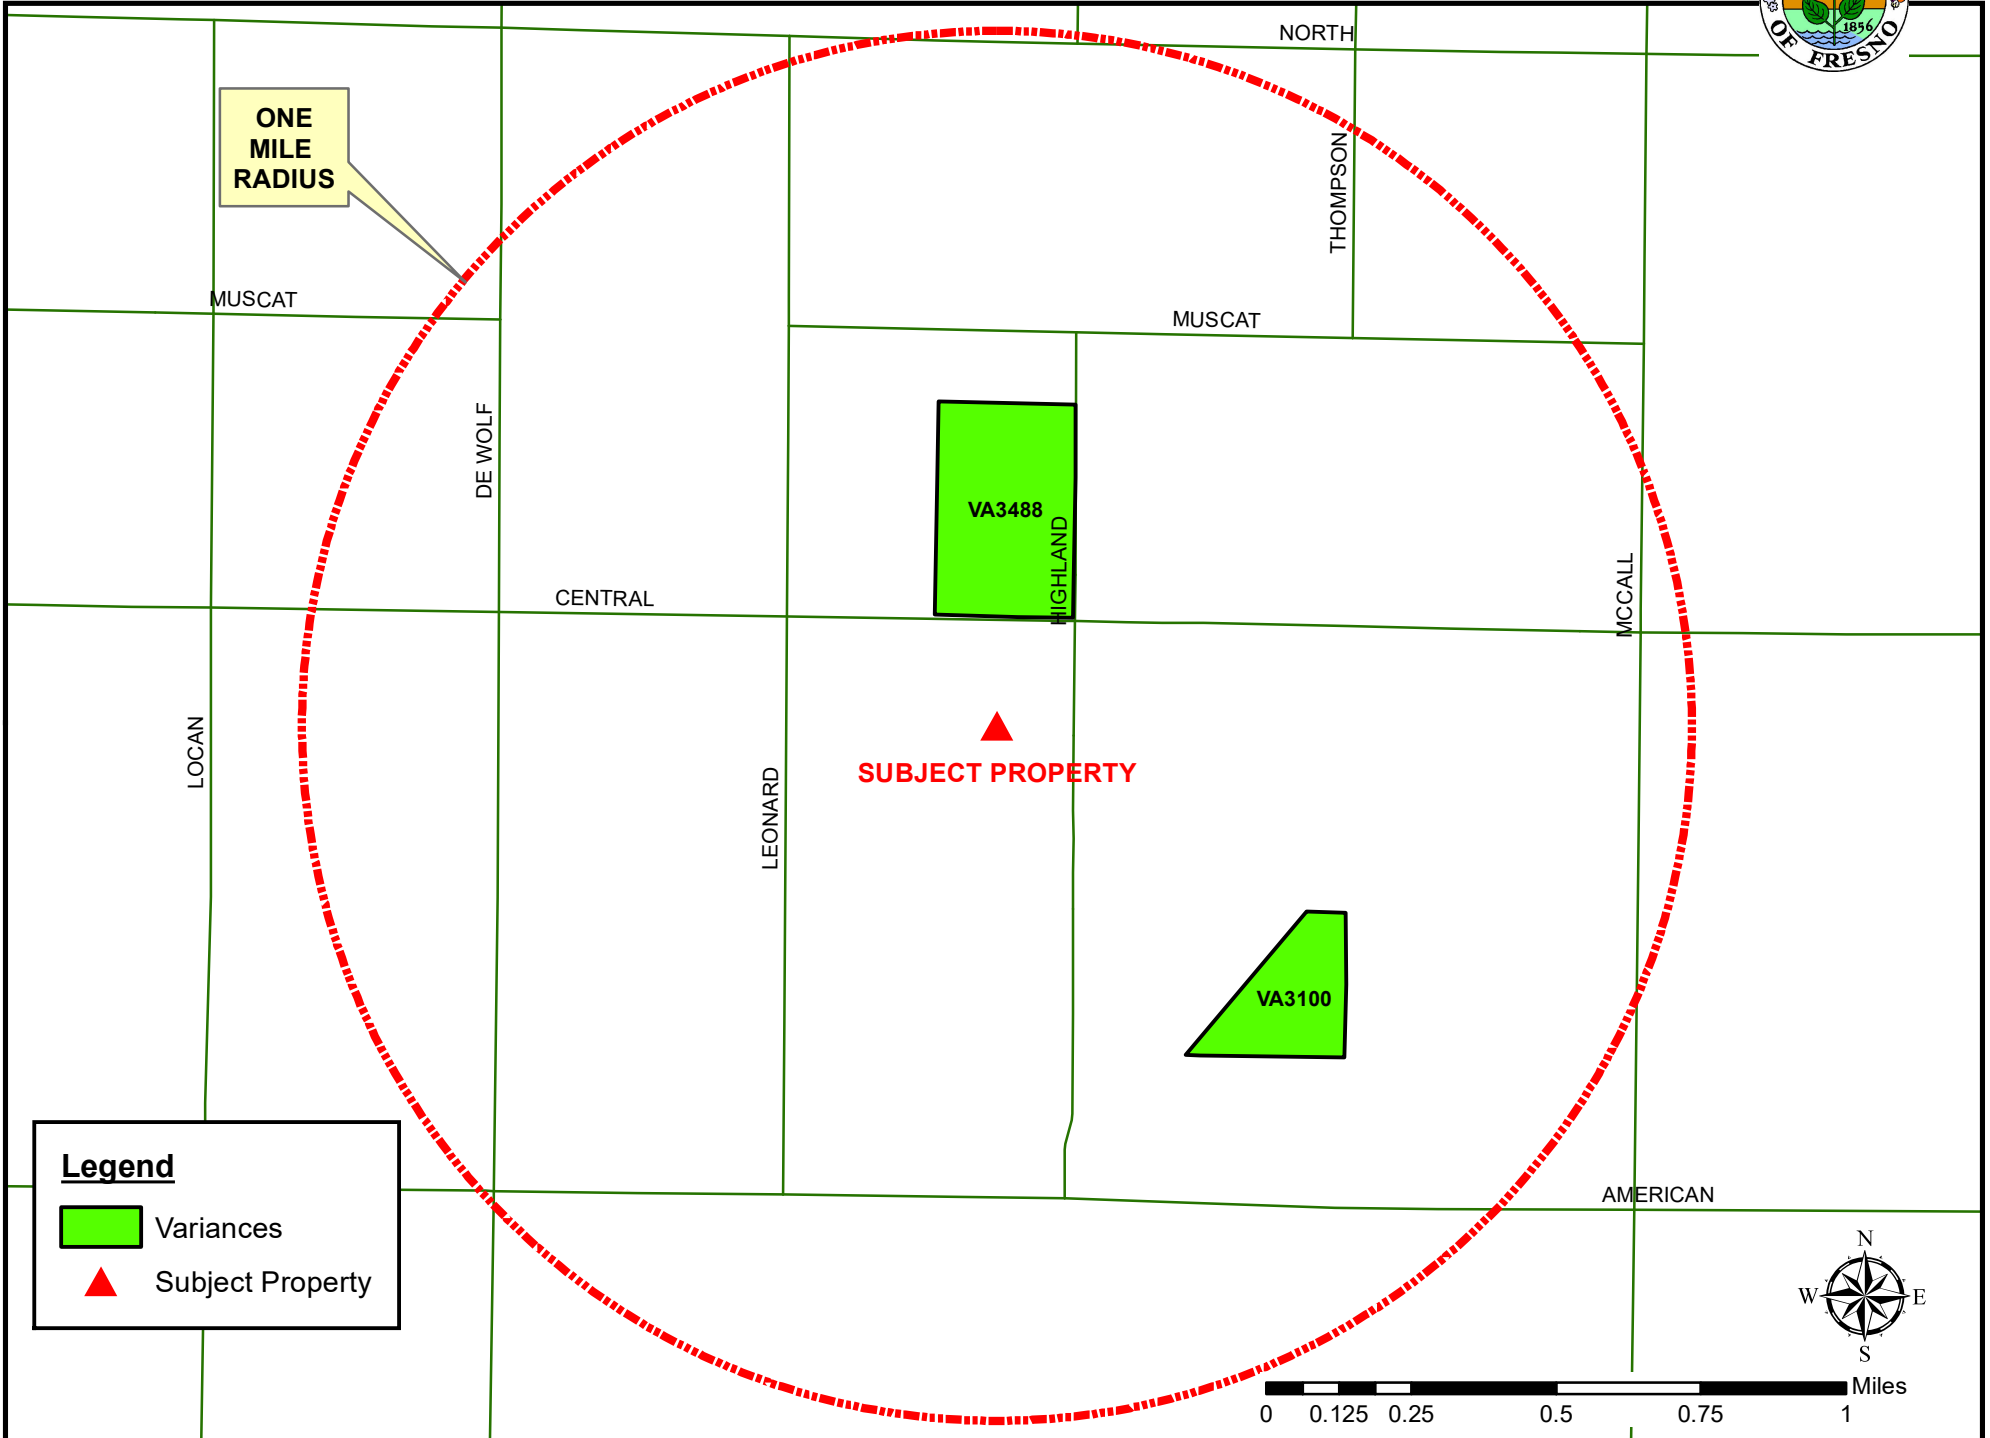 NORTH
1856
OF FRESNO
ONE
MILE
RADIUS
THOMPSON
MUSCAT
MUSCAT
DE WOLF
VA3488
HIGHLAND
MCCALL
CENTRAL
LOCAN
SUBJECT PROPERTY
LEONARD
VA3100
Legend
Variances
Subject Property
AMERICAN
N
W E
S
Miles
0 0.125 0.25 0.5 0.75 1